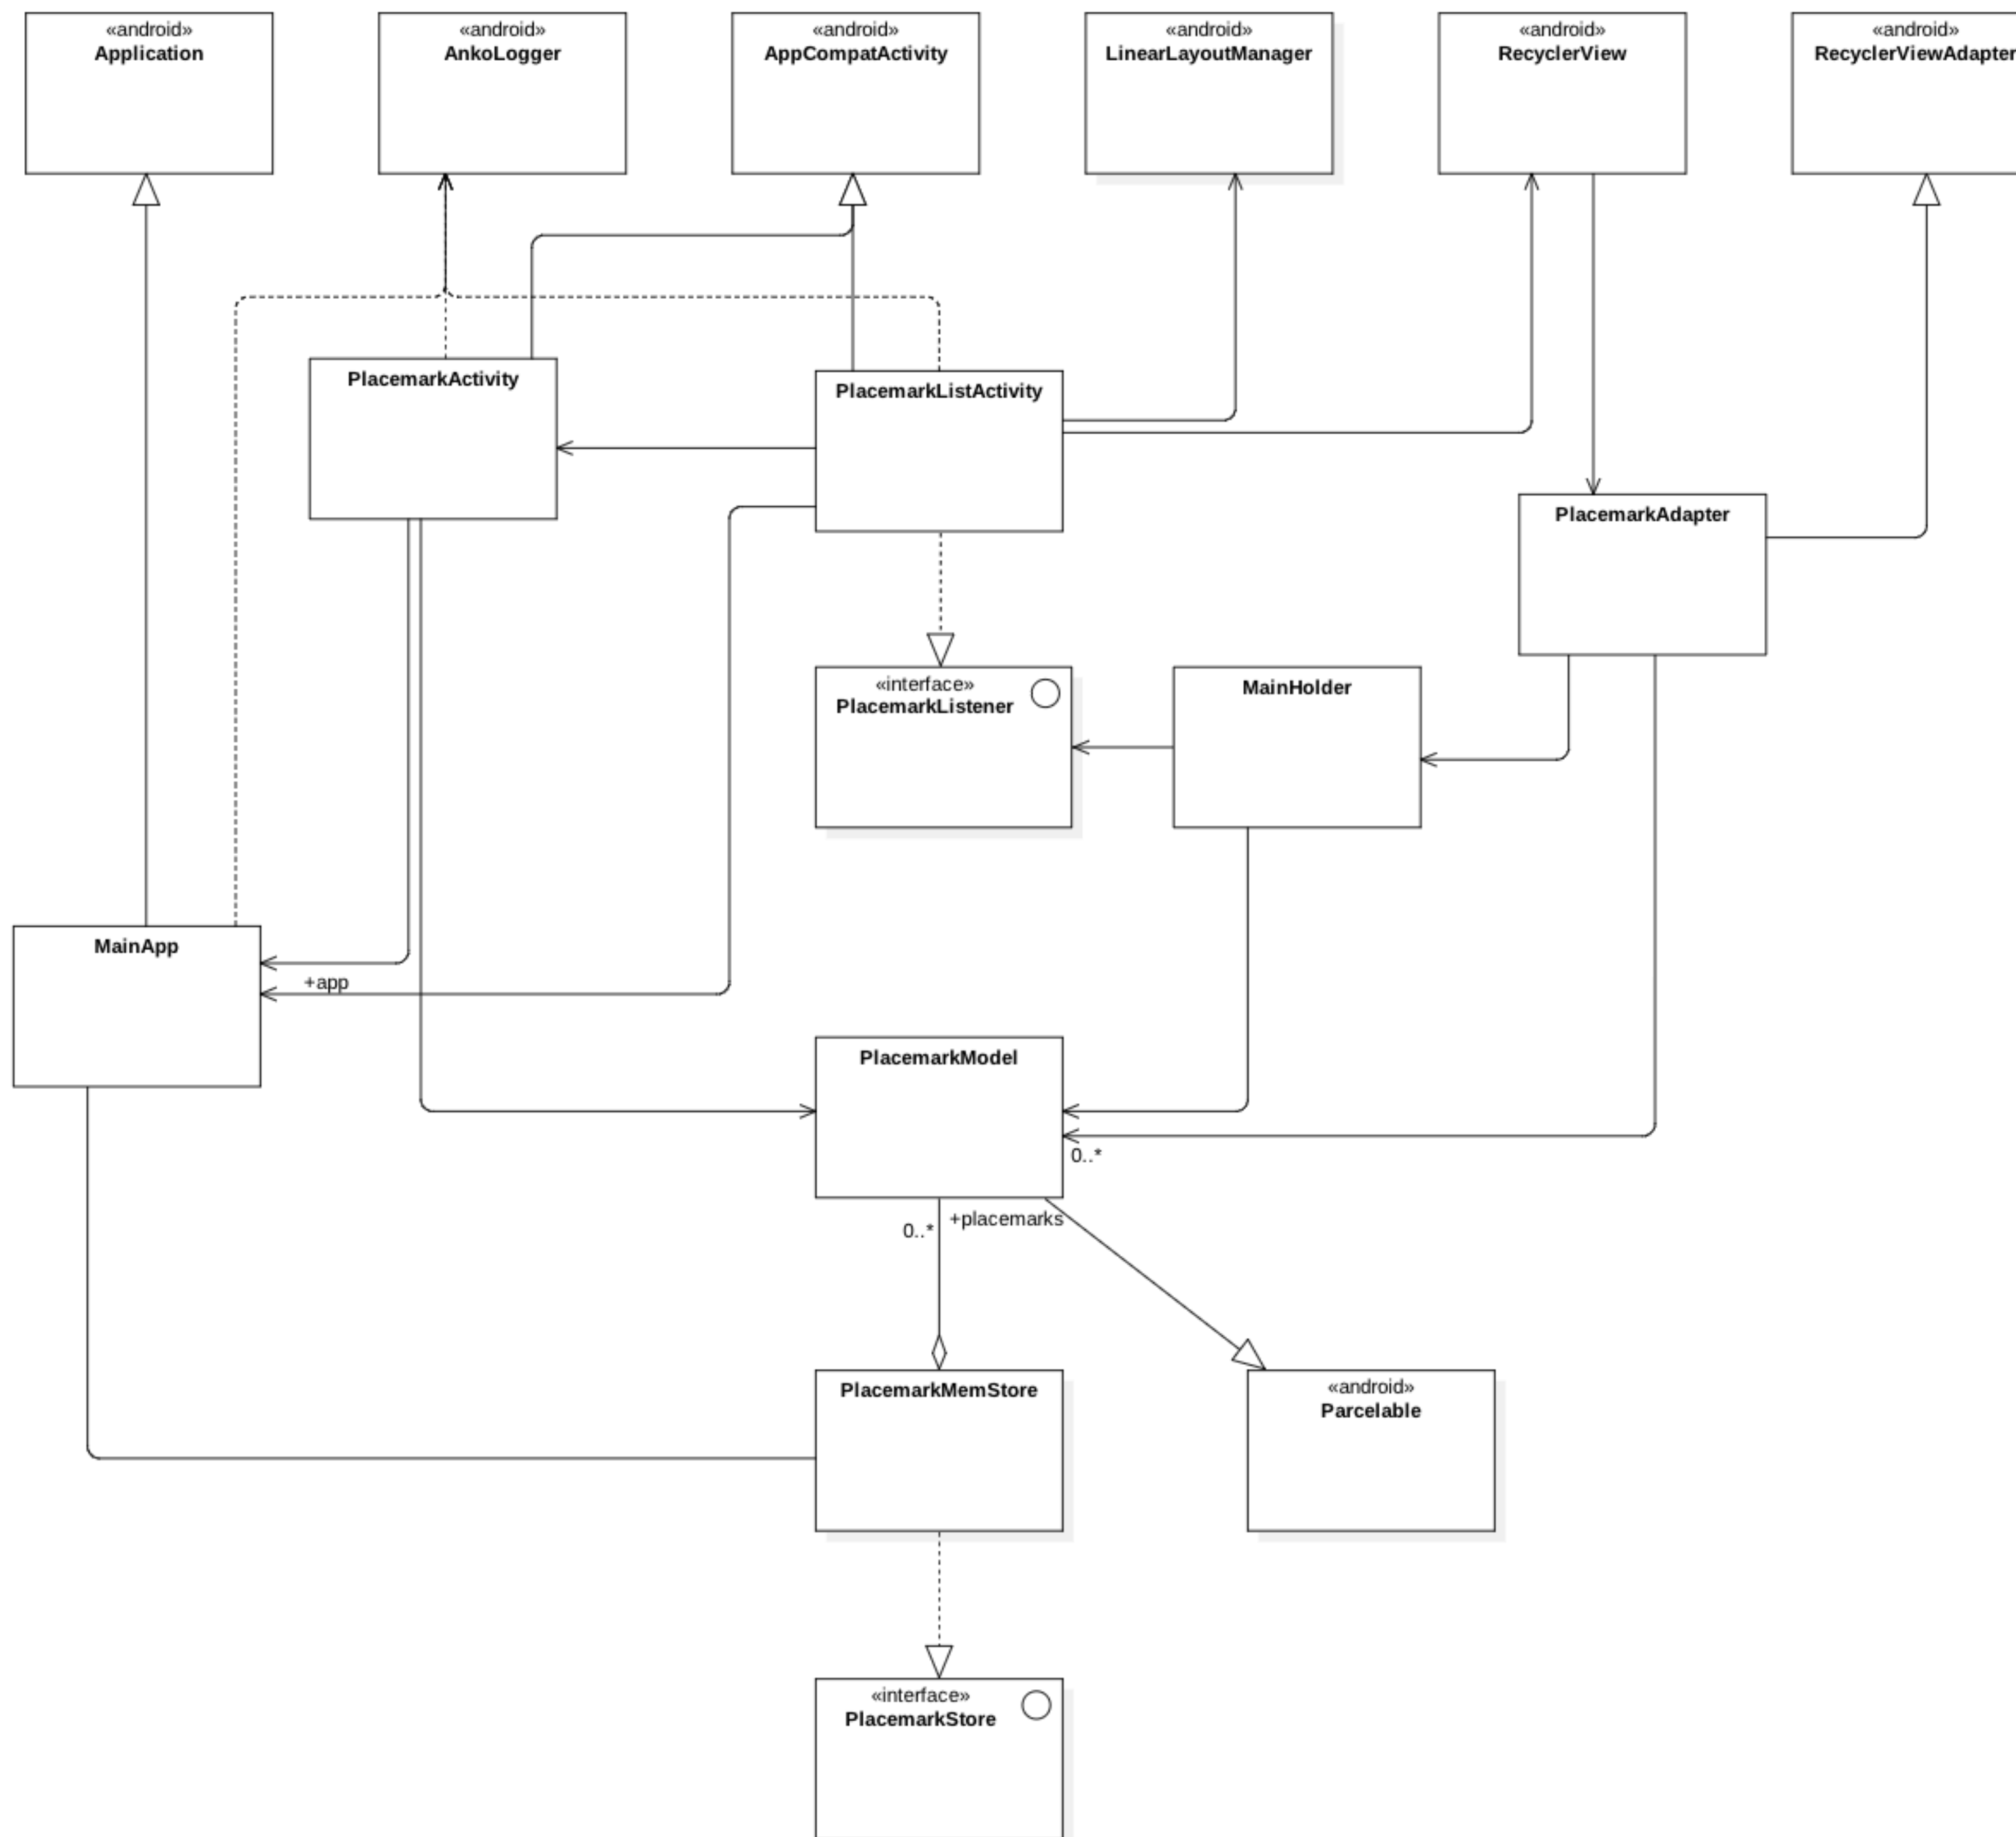 «android»
Application
«android»
AnkoLogger
«android»
AppCompatActivity
«android»
LinearLayoutManager
«android»
RecyclerView
«android»
RecyclerViewAdapter
PlacemarkActivity
PlacemarkListActivity
PlacemarkAdapter
«interface»
PlacemarkListener
MainHolder
MainApp
+app
PlacemarkModel
0..*
+placemarks
0..*
PlacemarkMemStore
«android»
Parcelable
«interface»
PlacemarkStore